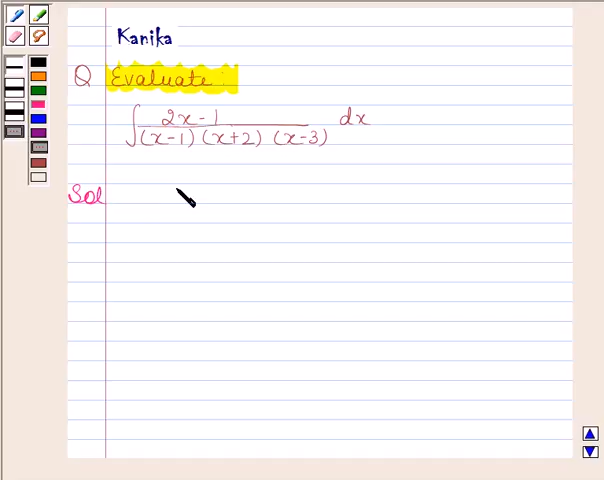 Kanika
Q Evaluate :
∫ 2x-1 / (x-1) (x+2) (x-3) dx
Sol